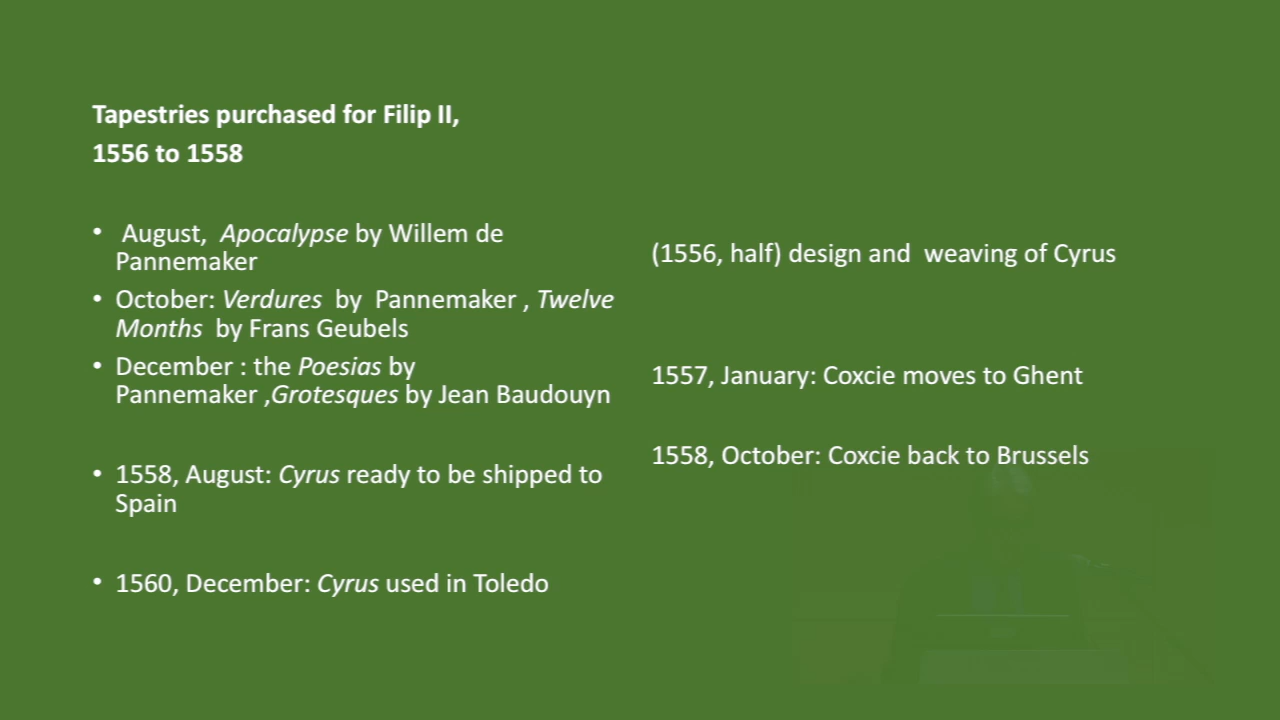 Tapestries purchased for Filip II,
1556 to 1558
• August, Apocalypse by Willem de
Pannemaker
• October: Verdures by Pannemaker , Twelve
Months by Frans Geubels
• December : the Poesias by
Pannemaker ,Grotesques by Jean Baudouyn
• 1558, August: Cyrus ready to be shipped to
Spain
• 1560, December: Cyrus used in Toledo
(1556, half) design and weaving of Cyrus
1557, January: Coxcie moves to Ghent
1558, October: Coxcie back to Brussels